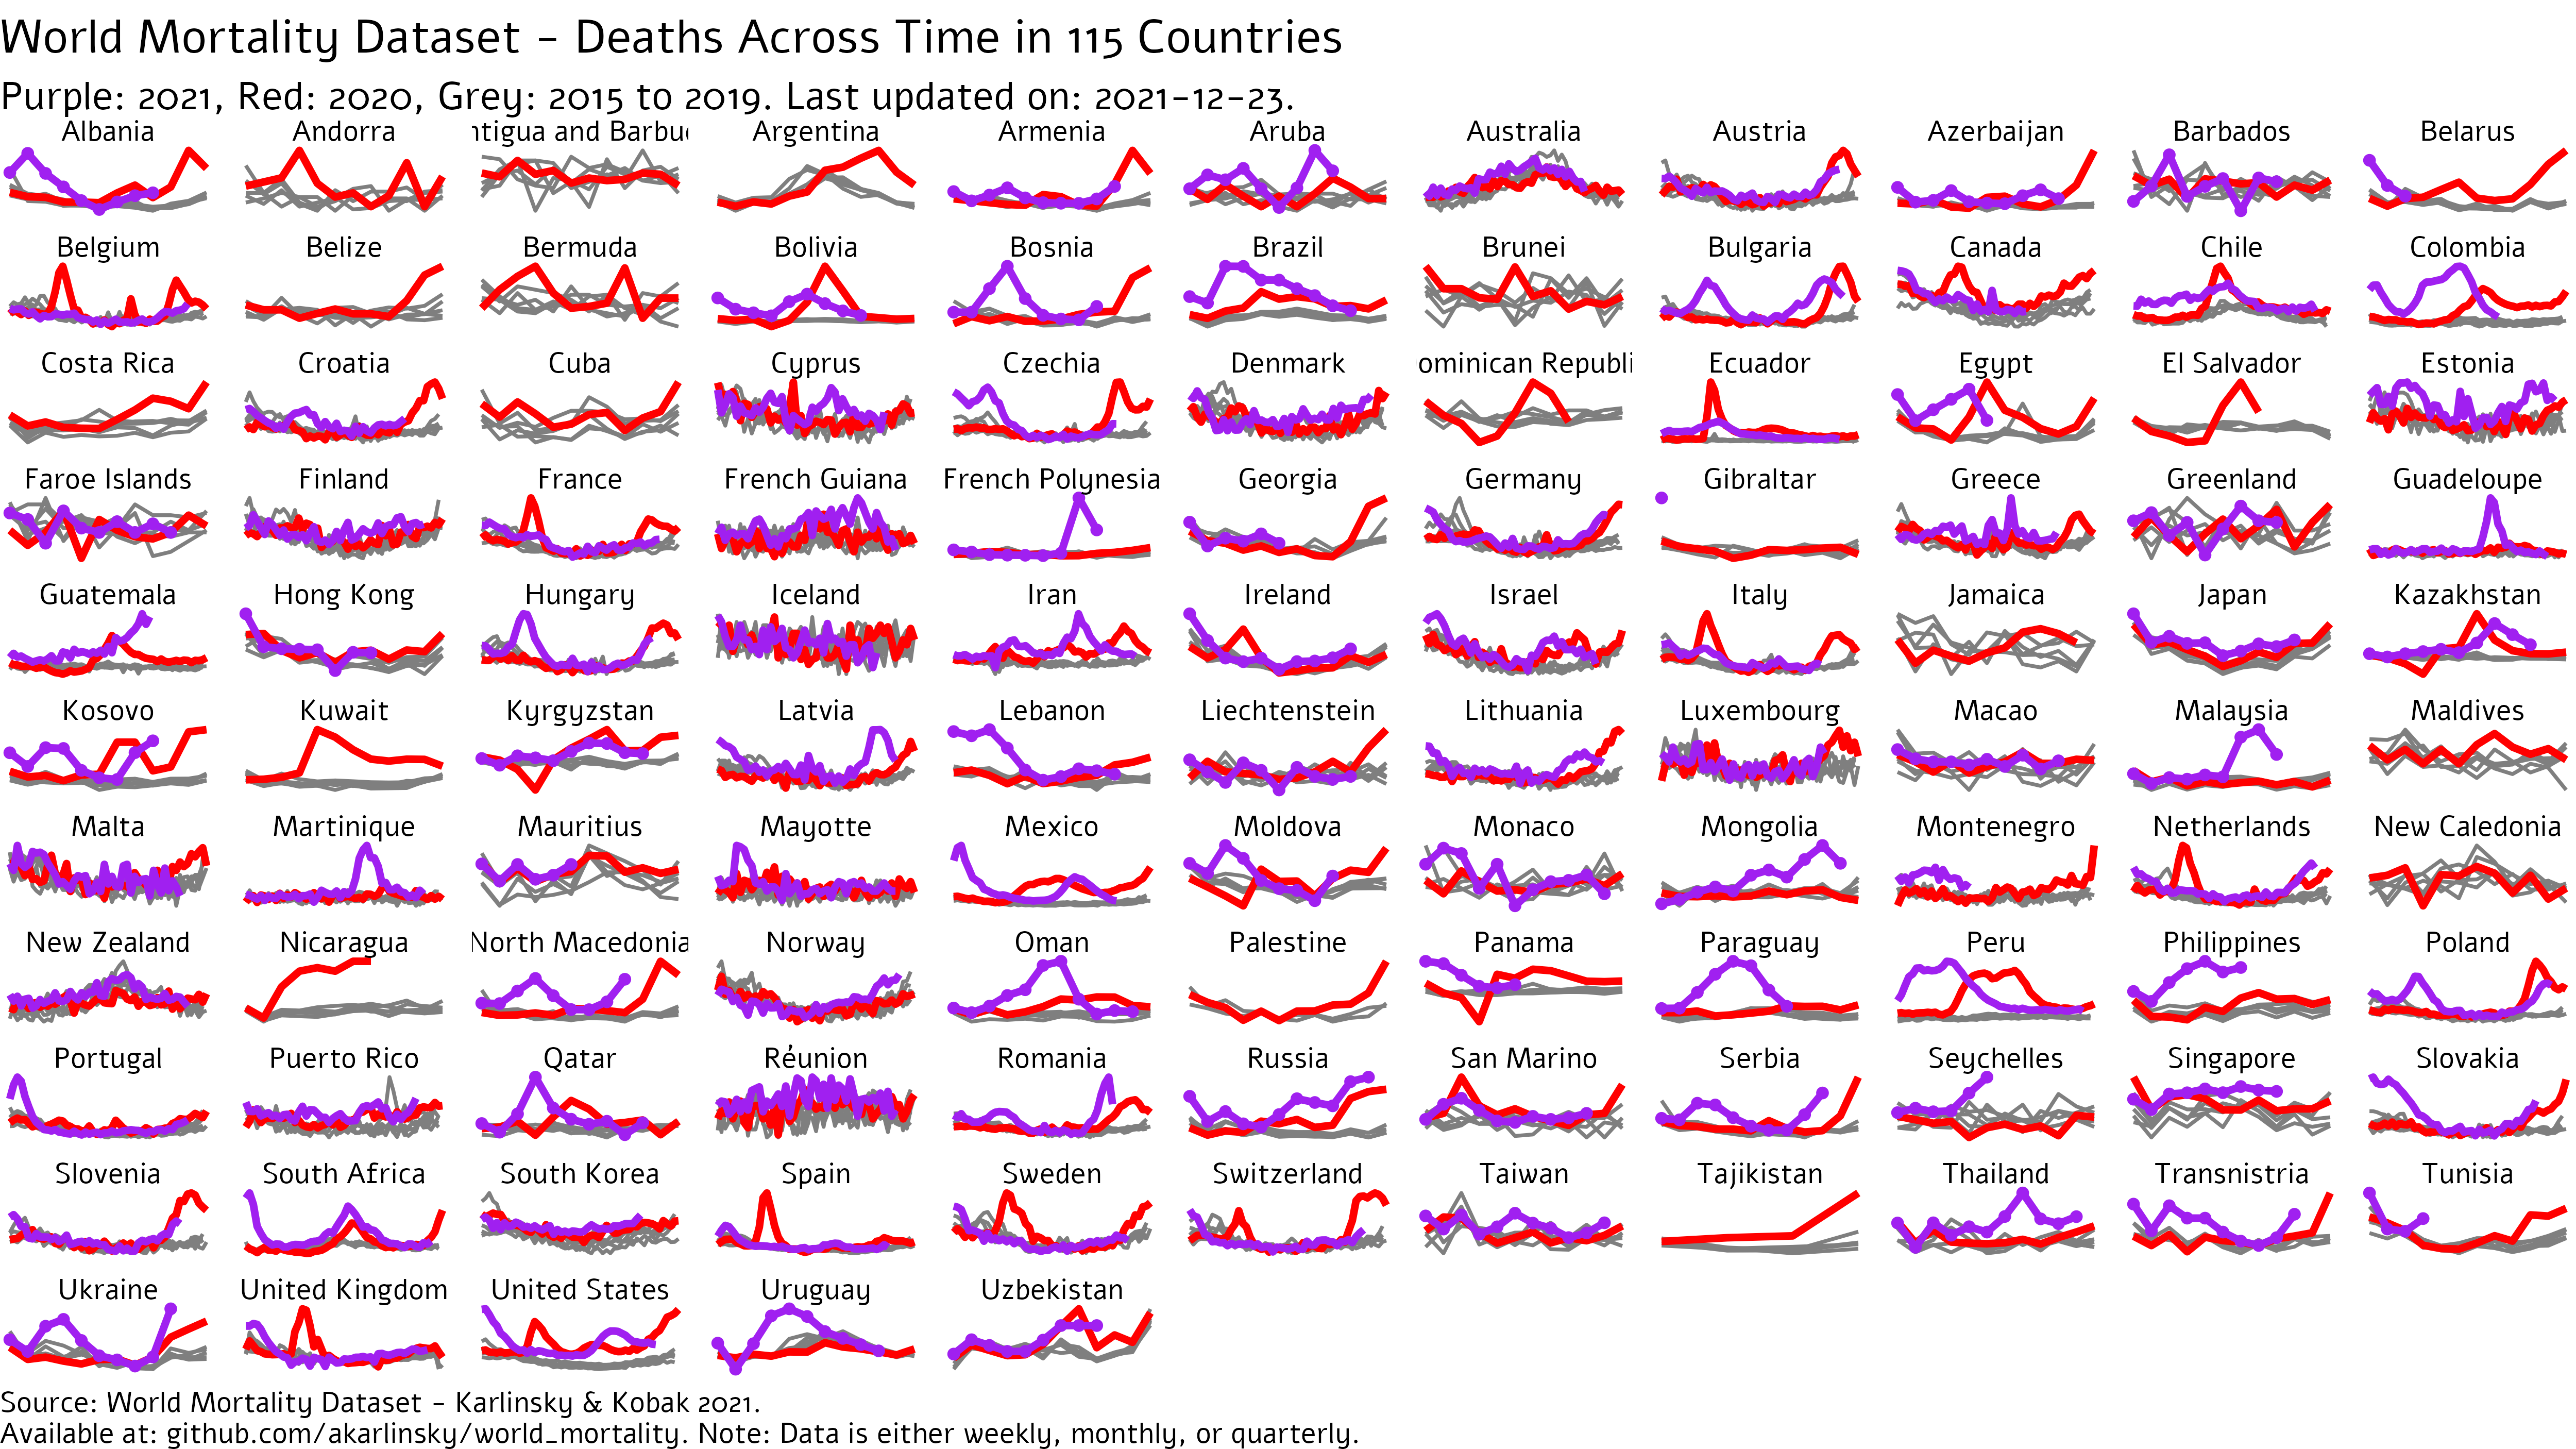 World Mortality Dataset - Deaths Across Time in 115 Countries
Purple: 2021, Red: 2020, Grey: 2015 to 2019. Last updated on: 2021-12-23.
Albania Andorra ntigua and Barbu Argentina Armenia Aruba Australia Austria Azerbaijan Barbados Belarus
Belgium Belize Bermuda Bolivia Bosnia Brazil Brunei Bulgaria Canada Chile Colombia
Costa Rica Croatia Cuba Cyprus Czechia Denmark ominican Republi Ecuador Egypt El Salvador Estonia
Faroe Islands Finland France French Guiana French Polynesia Georgia Germany Gibraltar Greece Greenland Guadeloupe
Guatemala Hong Kong Hungary Iceland Iran Ireland Israel Italy Jamaica Japan Kazakhstan
Kosovo Kuwait Kyrgyzstan Latvia Lebanon Liechtenstein Lithuania Luxembourg Macao Malaysia Maldives
Malta Martinique Mauritius Mayotte Mexico Moldova Monaco Mongolia Montenegro Netherlands New Caledonia
New Zealand Nicaragua North Macedonia Norway Oman Palestine Panama Paraguay Peru Philippines Poland
Portugal Puerto Rico Qatar Réunion Romania Russia San Marino Serbia Seychelles Singapore Slovakia
Slovenia South Africa South Korea Spain Sweden Switzerland Taiwan Tajikistan Thailand Transnistria Tunisia
Ukraine United Kingdom United States Uruguay Uzbekistan
Source: World Mortality Dataset - Karlinsky & Kobak 2021.
Available at: github.com/akarlinsky/world_mortality. Note: Data is either weekly, monthly, or quarterly.